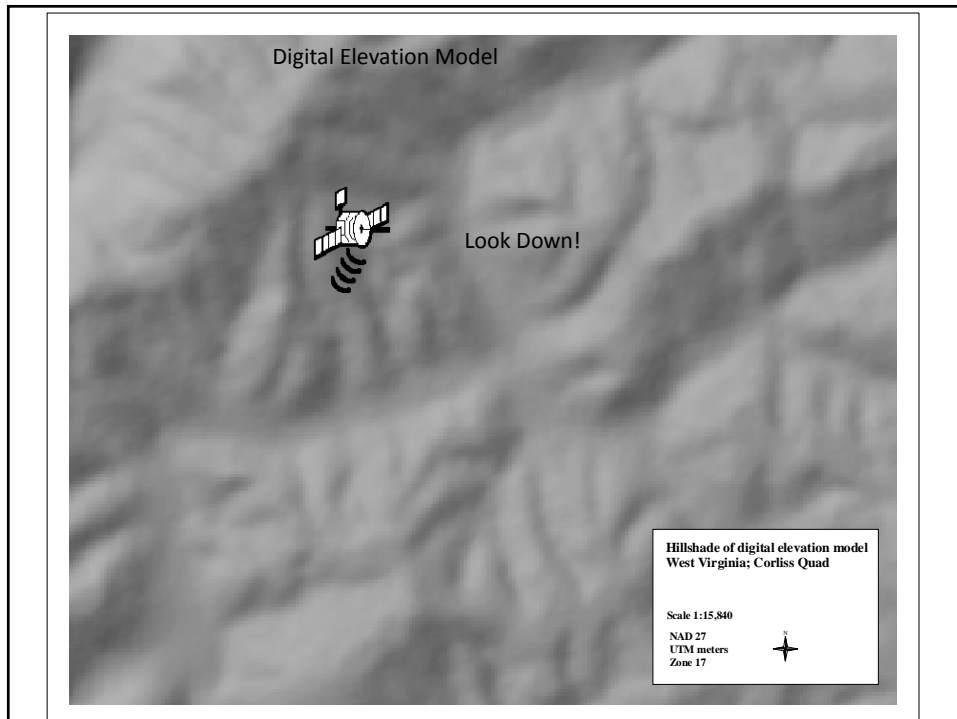 Digital Elevation Model
Look Down!
Hillshade of digital elevation model
West Virginia; Corliss Quad
Scale 1:15,840
NAD 27
UTM meters
Zone 17
N